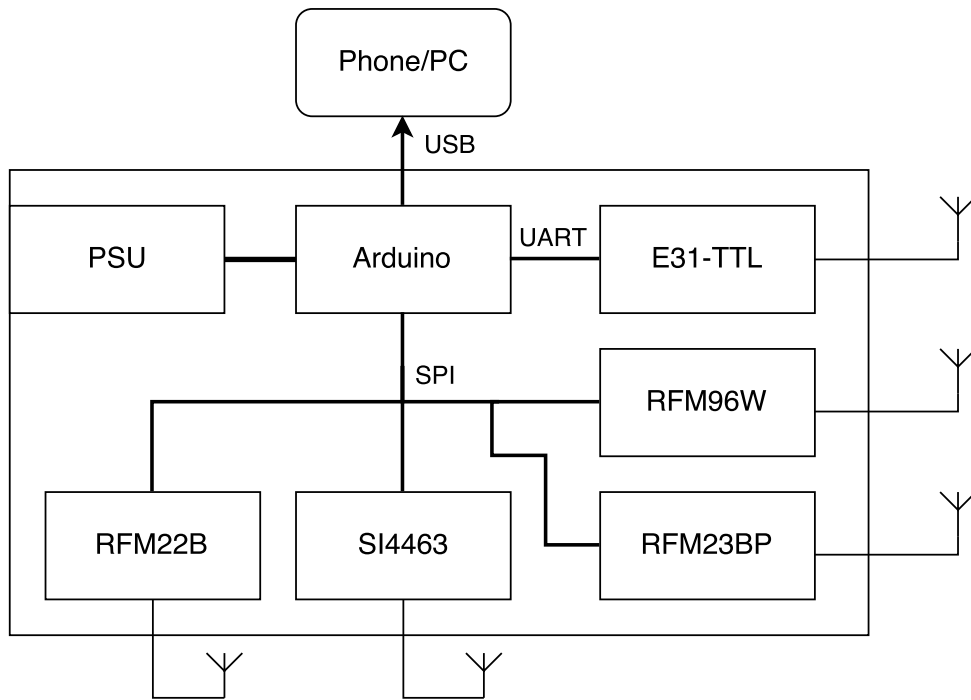 Phone/PC
USB
PSU
Arduino
UART
E31-TTL
SPI
RFM96W
RFM22B
SI4463
RFM23BP